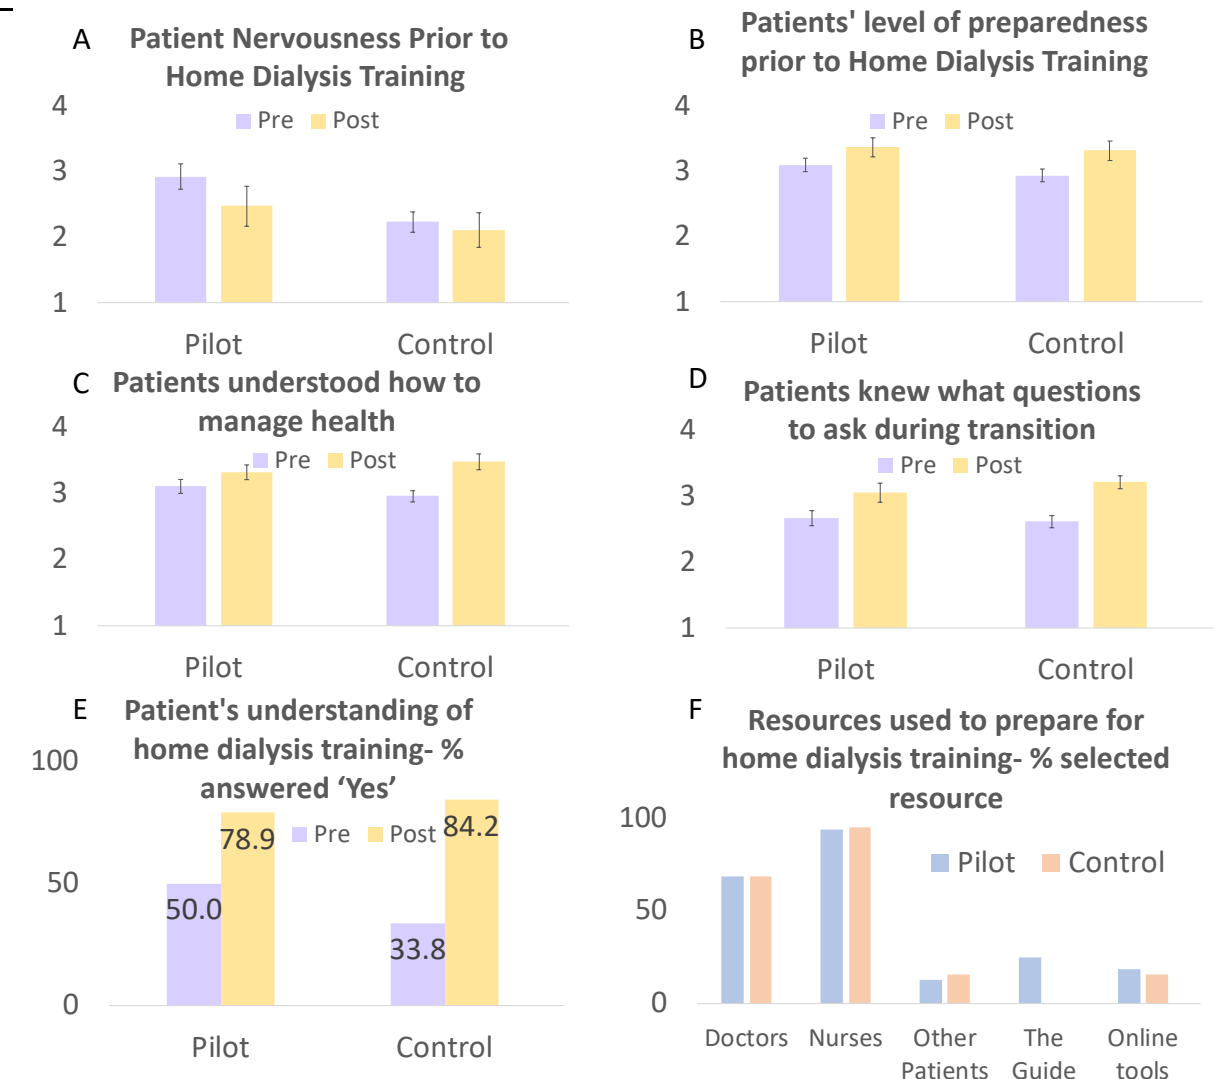 A
Patient Nervousness Prior to
Home Dialysis Training
Pre Post
4
3
2
1
Pilot Control
B
Patients' level of preparedness
prior to Home Dialysis Training
Pre Post
4
3
2
1
Pilot Control
C
Patients understood how to
manage health
Pre Post
4
3
2
1
Pilot Control
D
Patients knew what questions
to ask during transition
Pre Post
4
3
2
1
Pilot Control
E
Patient's understanding of
home dialysis training- %
answered ‘Yes’
Pre Post
100
50
0
50.0 78.9 33.8 84.2
Pilot Control
F
Resources used to prepare for
home dialysis training- % selected
resource
Pilot Control
100
50
0
Doctors Nurses Other The Online
Patients Guide tools